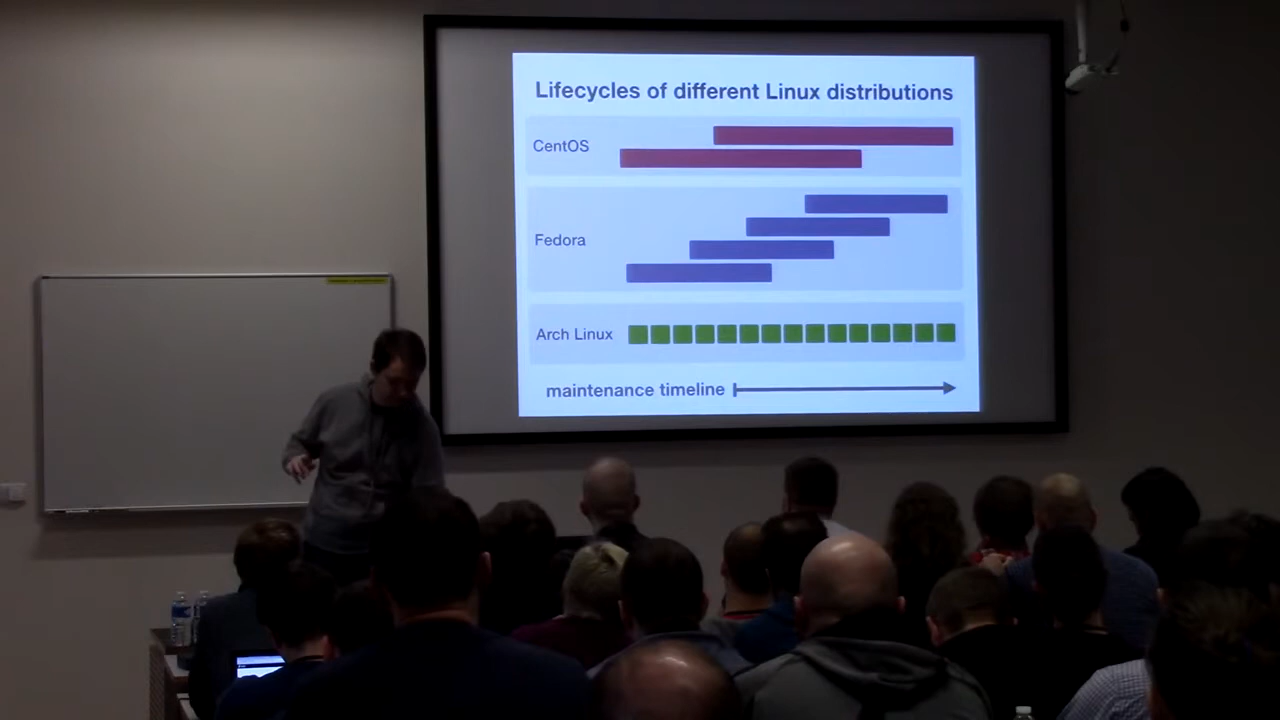 Lifecycles of different Linux distributions
CentOS
Fedora
Arch Linux
maintenance timeline